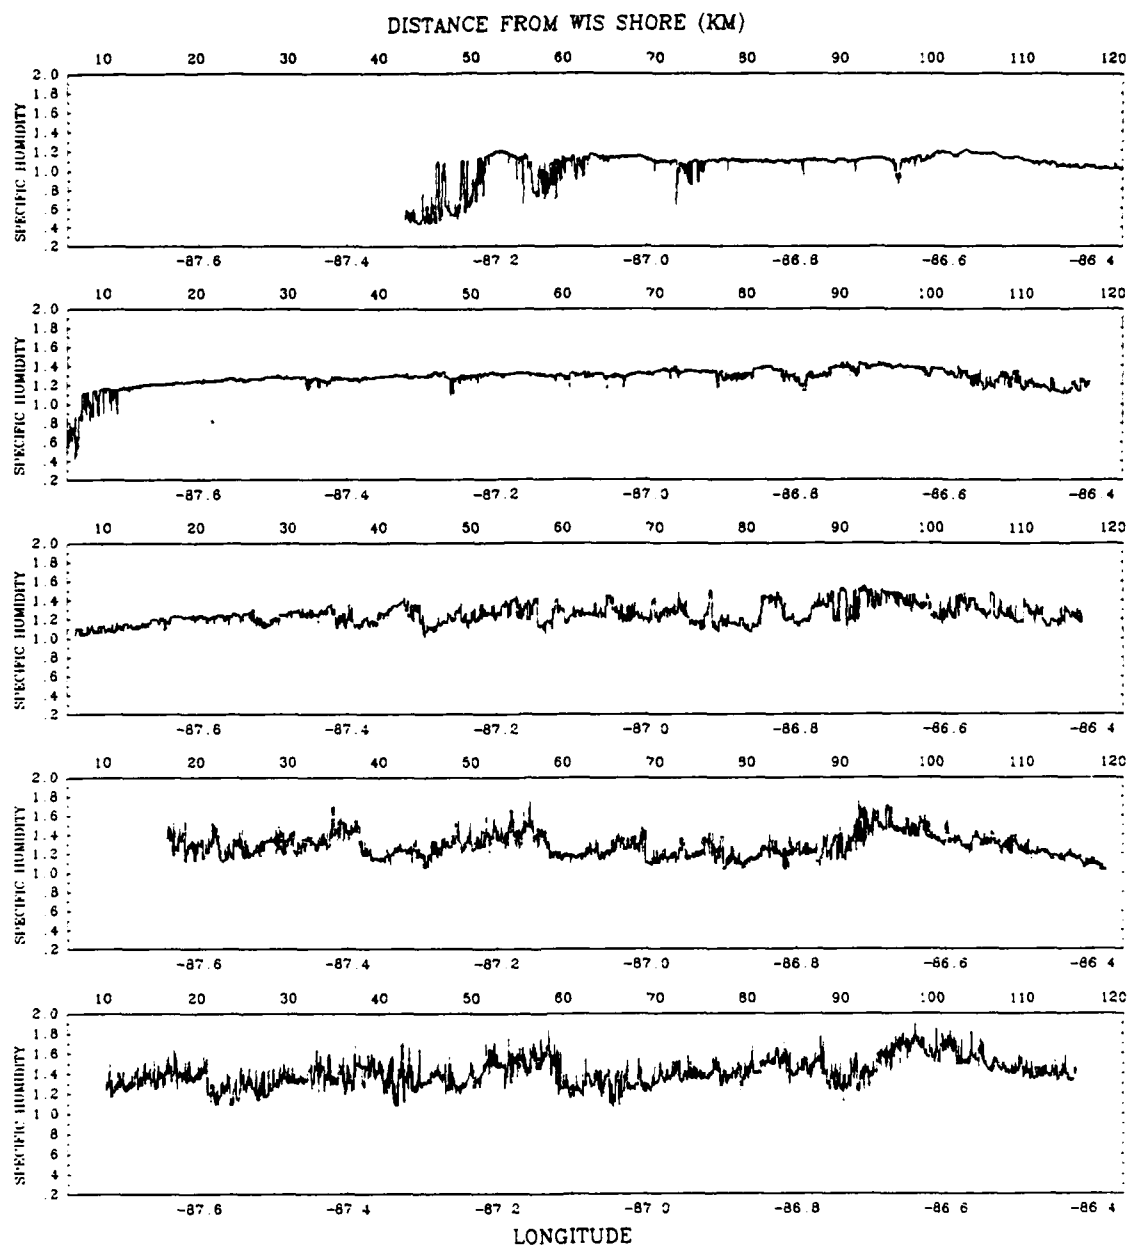 DISTANCE FROM WIS SHORE (KM)
10 20 30 40 50 60 70 80 90 100 110 120
SPECIFIC HUMIDITY
2.0
1.8
1.6
1.4
1.2
1.0
.8
.6
.4
.2
-87.6 -87.4 -87 2 -87.0 -86.8 -86.6 -86 4
10 20 30 40 50 60 70 80 90 100 110 120
SPECIFIC HUMIDITY
2.0
1.8
1.6
1.4
1.2
1.0
.8
.6
.4
.2
-87.6 -87.4 -87.2 -87.0 -86.8 -86.6 -86.4
10 20 30 40 50 60 70 80 90 100 110 120
SPECIFIC HUMIDITY
2.0
1.8
1.6
1.4
1.2
1.0
.8
.6
.4
.2
-87.6 -87.4 -87.2 -87 0 -86.8 -86.6 -86 4
10 20 30 40 50 60 70 80 90 100 110 120
SPECIFIC HUMIDITY
2.0
1.8
1.6
1.4
1.2
1 0
.8
.6
.4
.2
-87.6 -87.4 -87.2 -87 0 -86.8 -86.6 -86 4
10 20 30 40 50 60 70 80 90 100 110 120
SPECIFIC HUMIDITY
2.0
1 8
1.6
1.4
1.2
1 0
.8
.6
.4
.2
-87.6 -87 4 -87.2 -87 0 -86.8 -86 6 -86 4
LONGITUDE